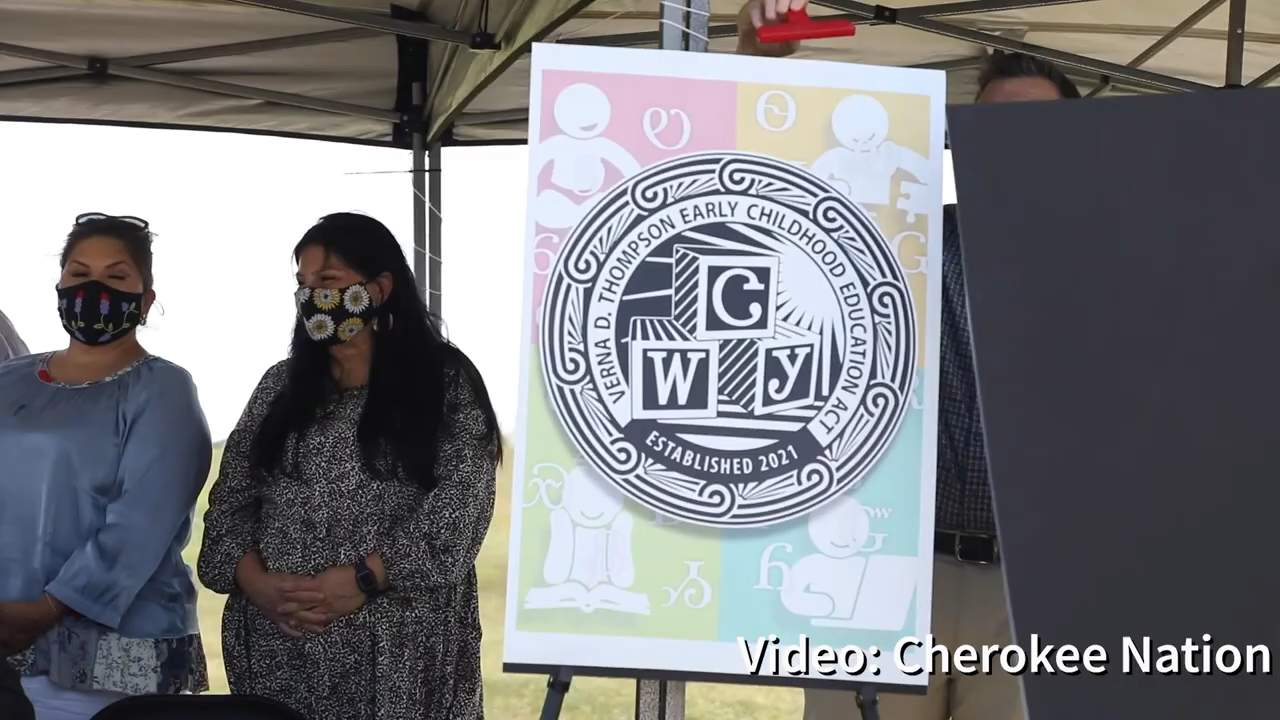 VERNA D. THOMPSON EARLY CHILDHOOD EDUCATION ACT
Ꮳ
Ꮃ Ꭹ
ESTABLISHED 2021
Video: Cherokee Nation